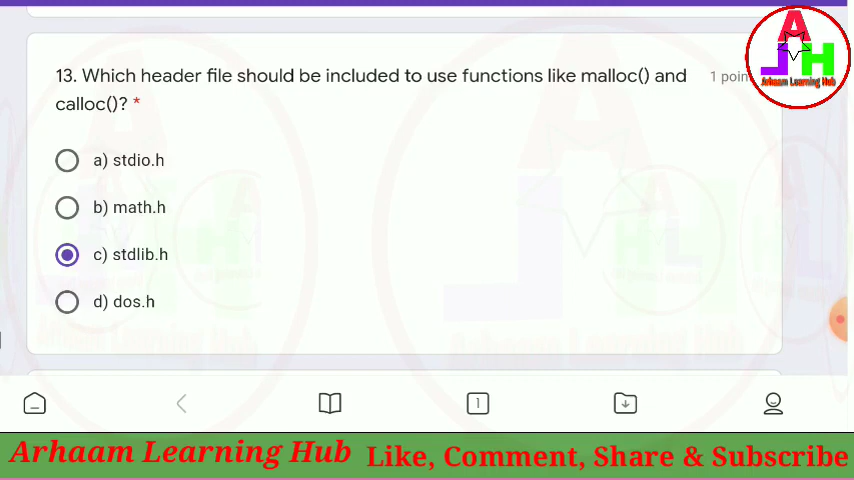 13. Which header file should be included to use functions like malloc() and
1 poin
calloc()? *
a) stdio.h
b) math.h
c) stdlib.h
d) dos.h
A
J H
Arhaam Learning Hub
1
Arhaam Learning Hub Like, Comment, Share & Subscribe